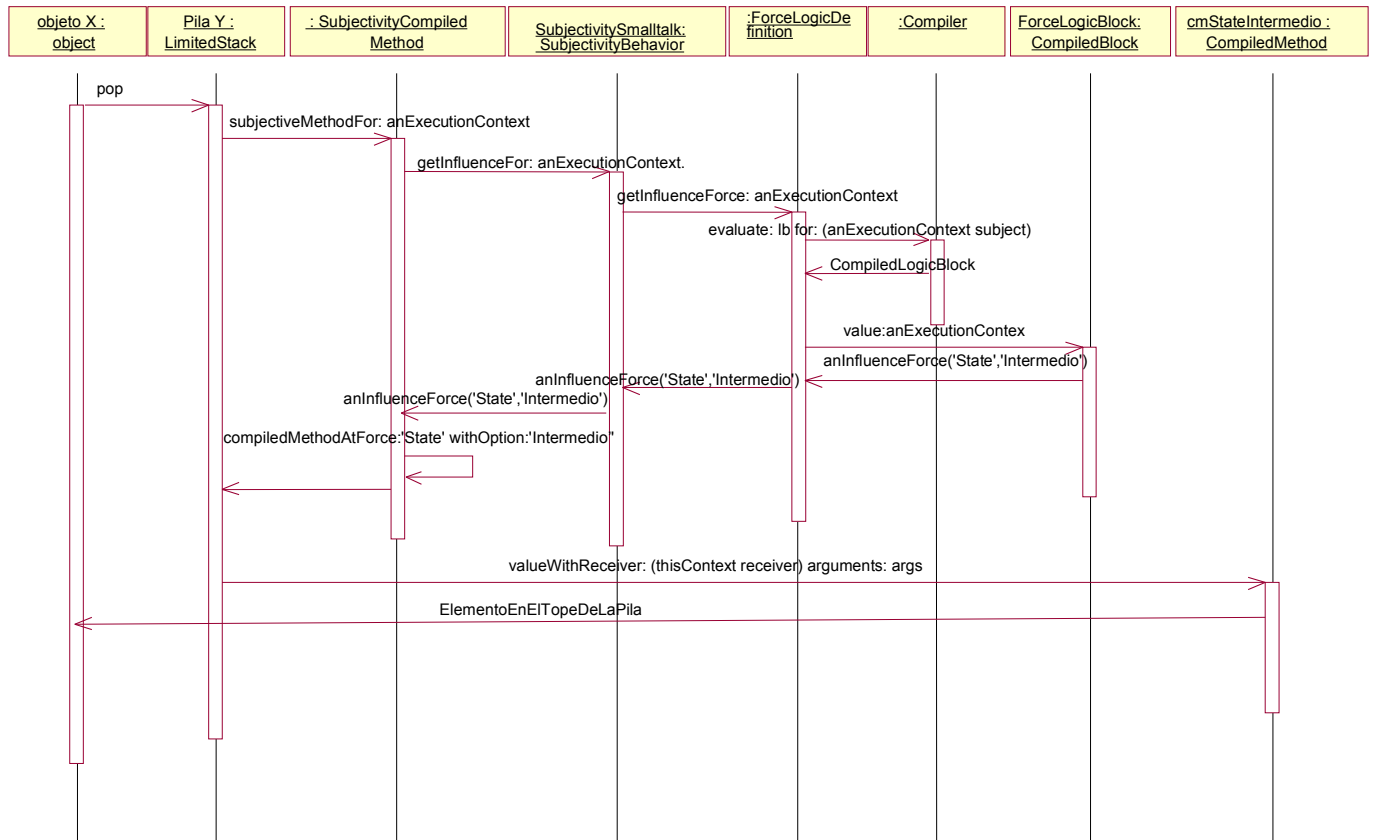 objeto X :
object
Pila Y :
LimitedStack
: SubjectivityCompiled
Method
SubjectivitySmalltalk:
SubjectivityBehavior
:ForceLogicDe
finition
:Compiler
ForceLogicBlock:
CompiledBlock
cmStateIntermedio :
CompiledMethod
pop
subjectiveMethodFor: anExecutionContext
getInfluenceFor: anExecutionContext.
getInfluenceForce: anExecutionContext
evaluate: lb for: (anExecutionContext subject)
CompiledLogicBlock
value:anExecutionContex
anInfluenceForce('State','Intermedio')
anInfluenceForce('State','Intermedio')
anInfluenceForce('State','Intermedio')
compiledMethodAtForce:'State' withOption:'Intermedio"
valueWithReceiver: (thisContext receiver) arguments: args
ElementoEnElTopeDeLaPila